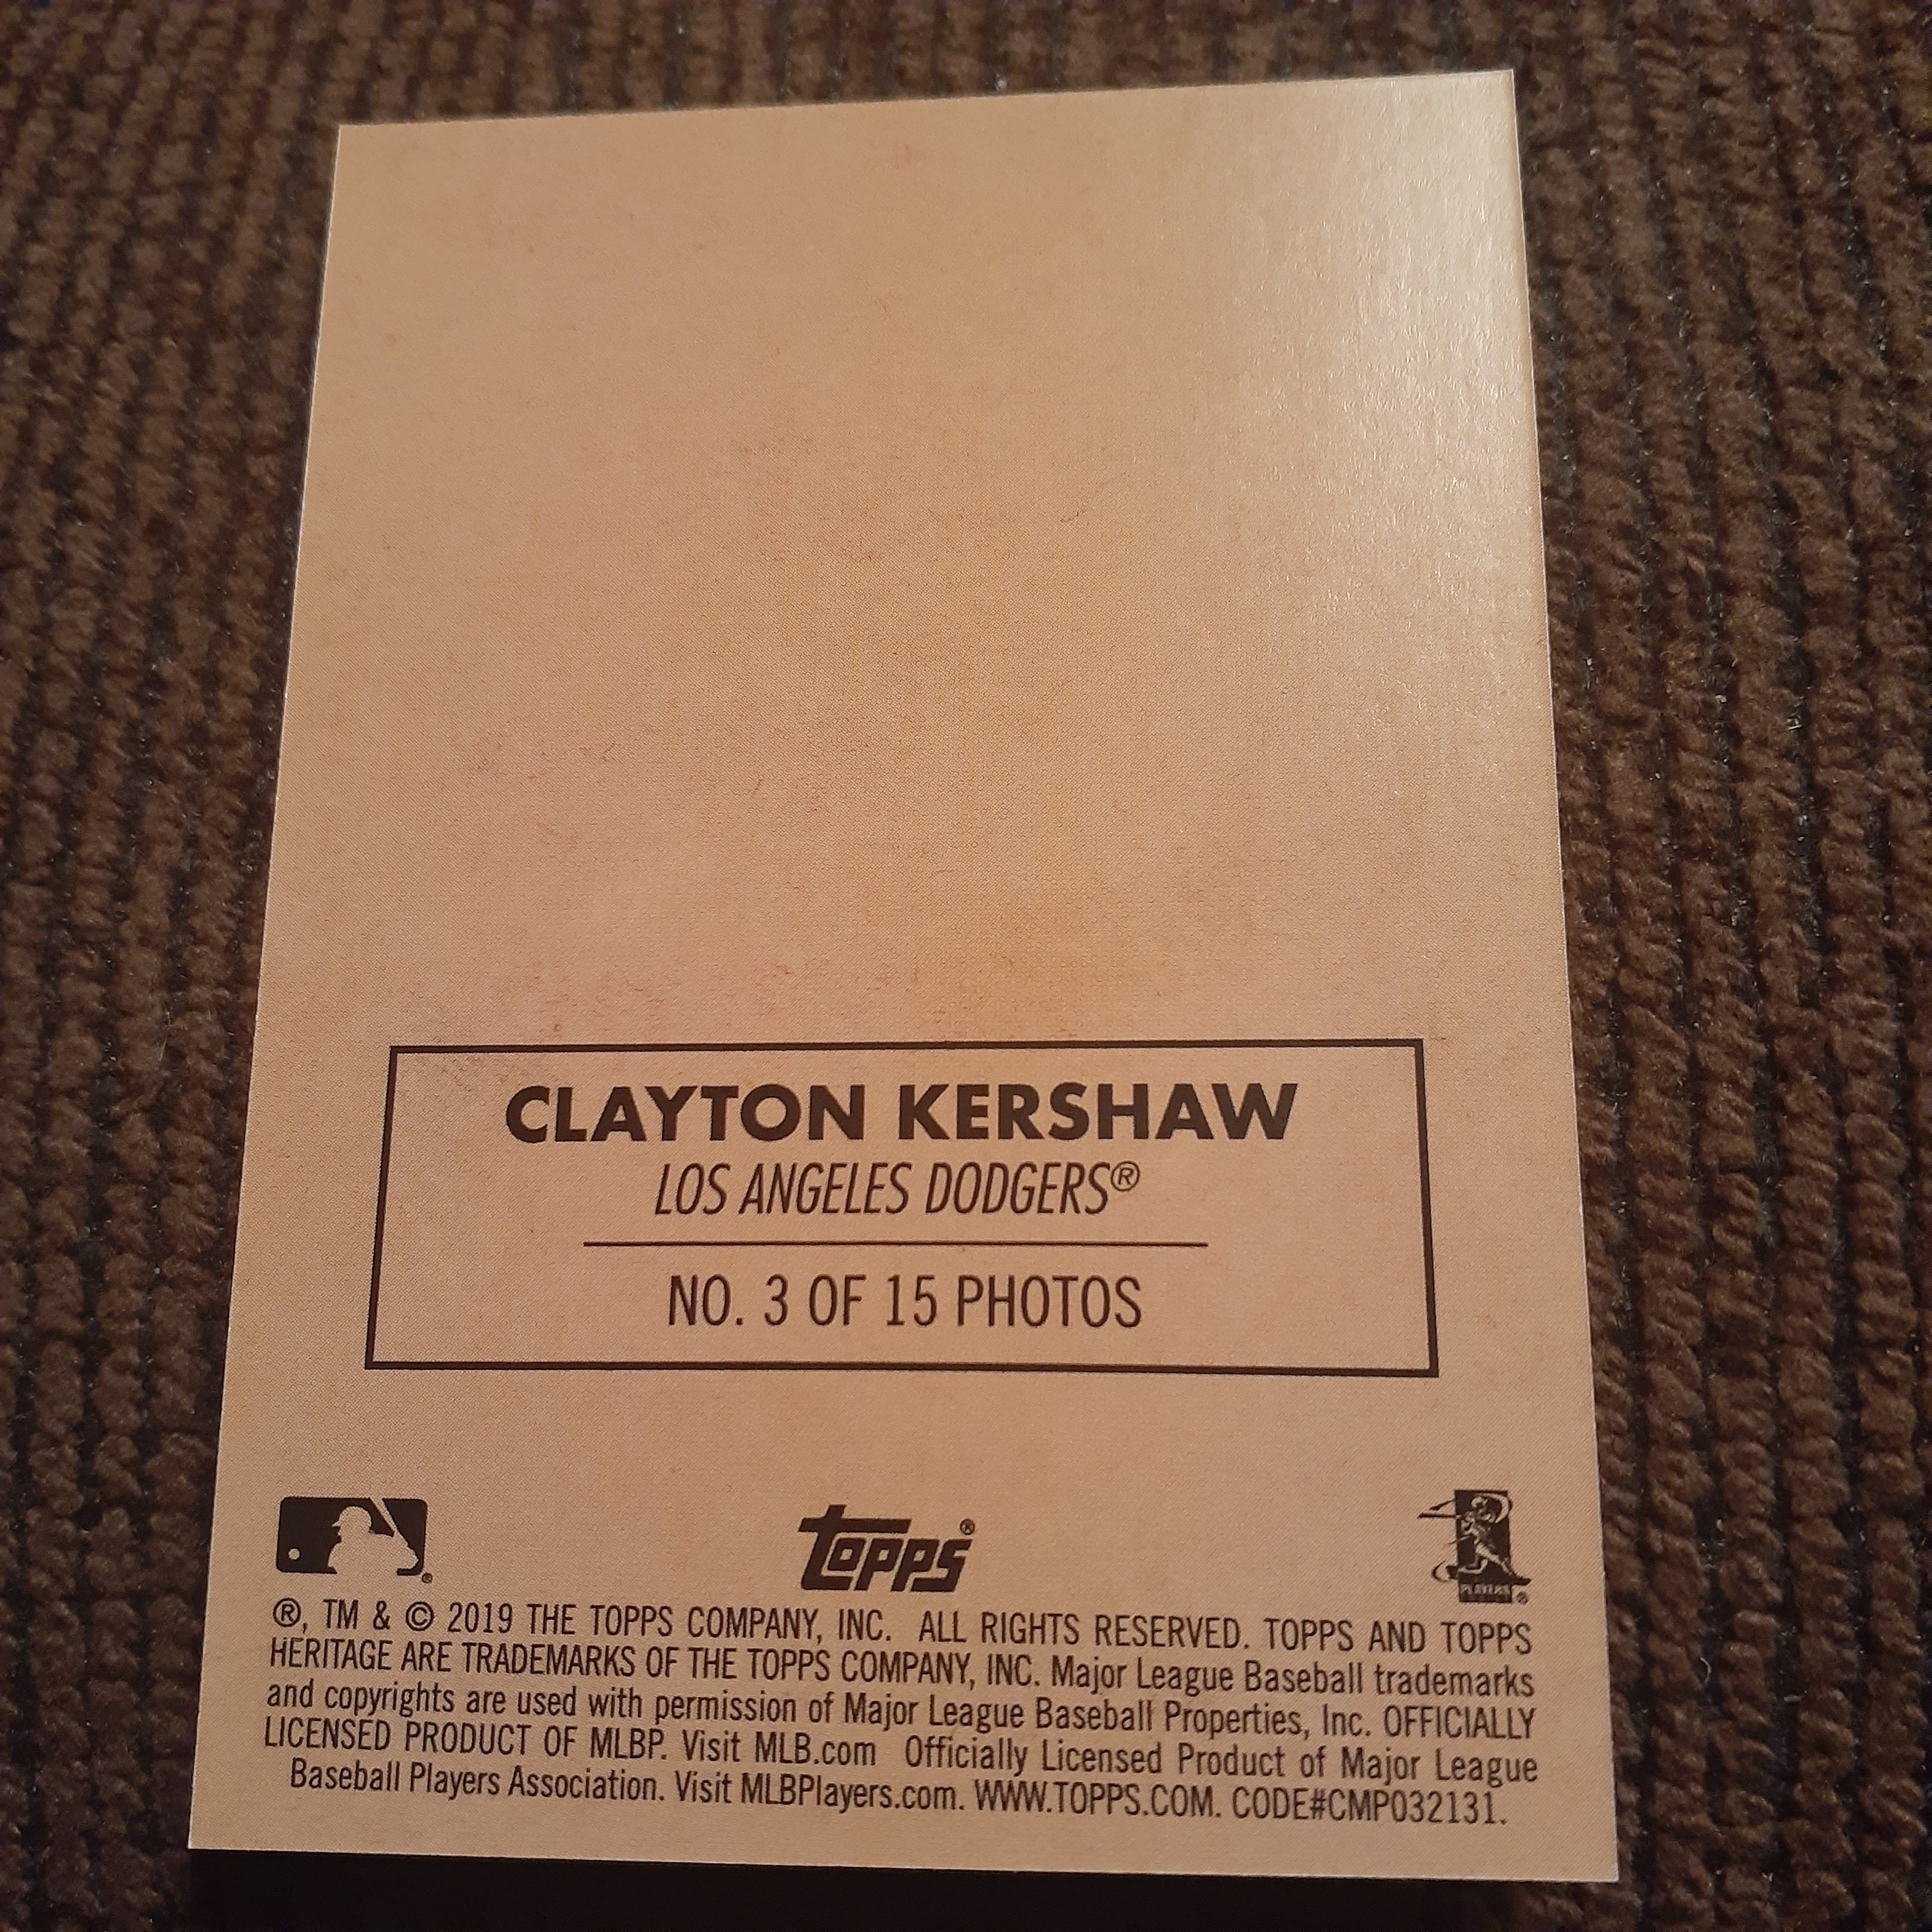 CLAYTON KERSHAW
LOS ANGELES DODGERS®
NO. 3 OF 15 PHOTOS
®
topps®
PLAYERS
®
®, TM & © 2019 THE TOPPS COMPANY, INC. ALL RIGHTS RESERVED. TOPPS AND TOPPS
HERITAGE ARE TRADEMARKS OF THE TOPPS COMPANY, INC. Major League Baseball trademarks
and copyrights are used with permission of Major League Baseball Properties, Inc. OFFICIALLY
LICENSED PRODUCT OF MLBP. Visit MLB.com Officially Licensed Product of Major League
Baseball Players Association. Visit MLBPlayers.com. WWW.TOPPS.COM. CODE#CMP032131.